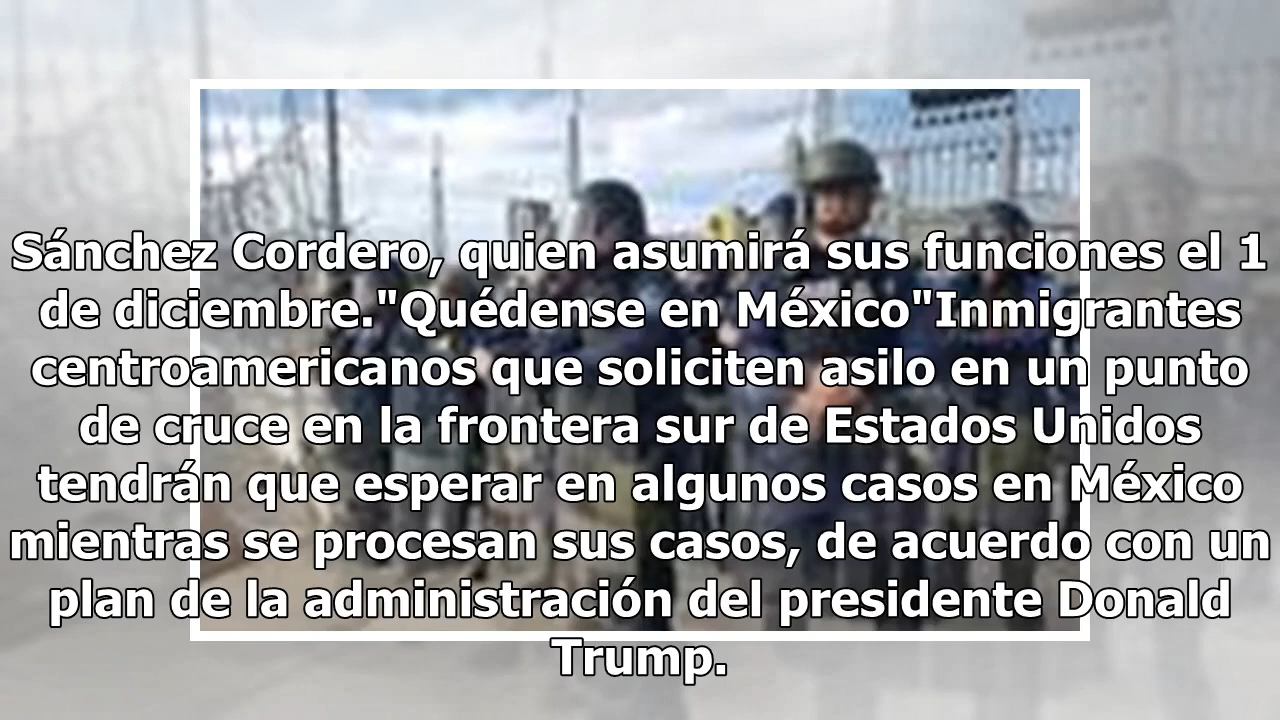 Sánchez Cordero, quien asumirá sus funciones el 1
de diciembre."Quédense en México"Inmigrantes
centroamericanos que soliciten asilo en un punto
de cruce en la frontera sur de Estados Unidos
tendrán que esperar en algunos casos en México
mientras se procesan sus casos, de acuerdo con un
plan de la administración del presidente Donald
Trump.